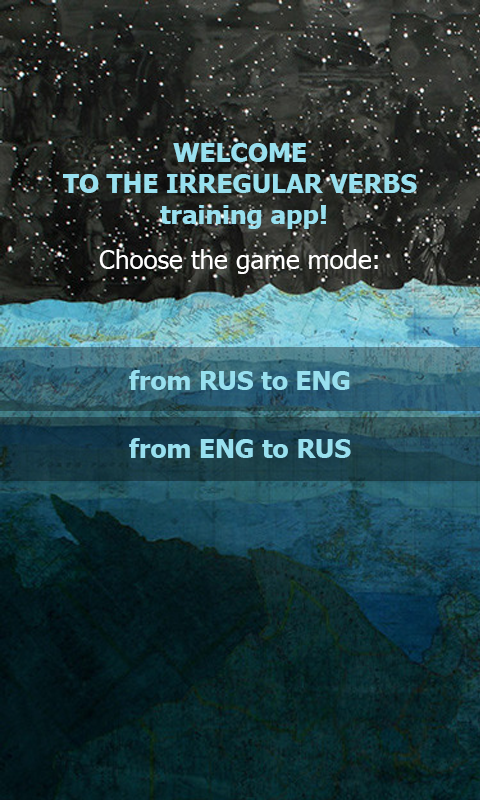 WELCOME
TO THE IRREGULAR VERBS
training app!
Choose the game mode:
from RUS to ENG
from ENG to RUS